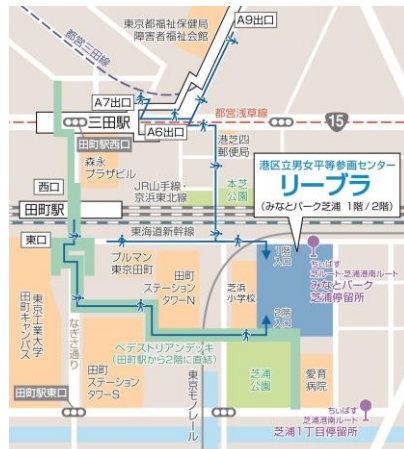 東京都福祉保健局
障害者福祉会館
A9出口
都営三田線
A7出口
三田駅
A6出口
都営浅草線
15
田町駅西口
森永
プラザビル
港芝四
郵便局
港区立男女平等参画センター
リーブラ
(みなとパーク芝浦 1階/2階)
JR山手線・
京浜東北線
本芝
公園
西口
田町駅
東海道新幹線
東口
プルマン
東京田町
田町
ステーション
タワーN
芝浜
小学校
1階
入口
ちぃばす
芝ルート・芝浦港南ルート
みなとパーク
芝浦停留所
2階
入口
東京工業大学
田町キャンパス
なぎさ通り
ペデストリアンデッキ
(田町駅から2階に直結)
田町
ステーション
タワーS
東京モノレール
芝浦
公園
愛育
病院
田町駅東口
ちぃばす
芝浦港南ルート
芝浦1丁目停留所